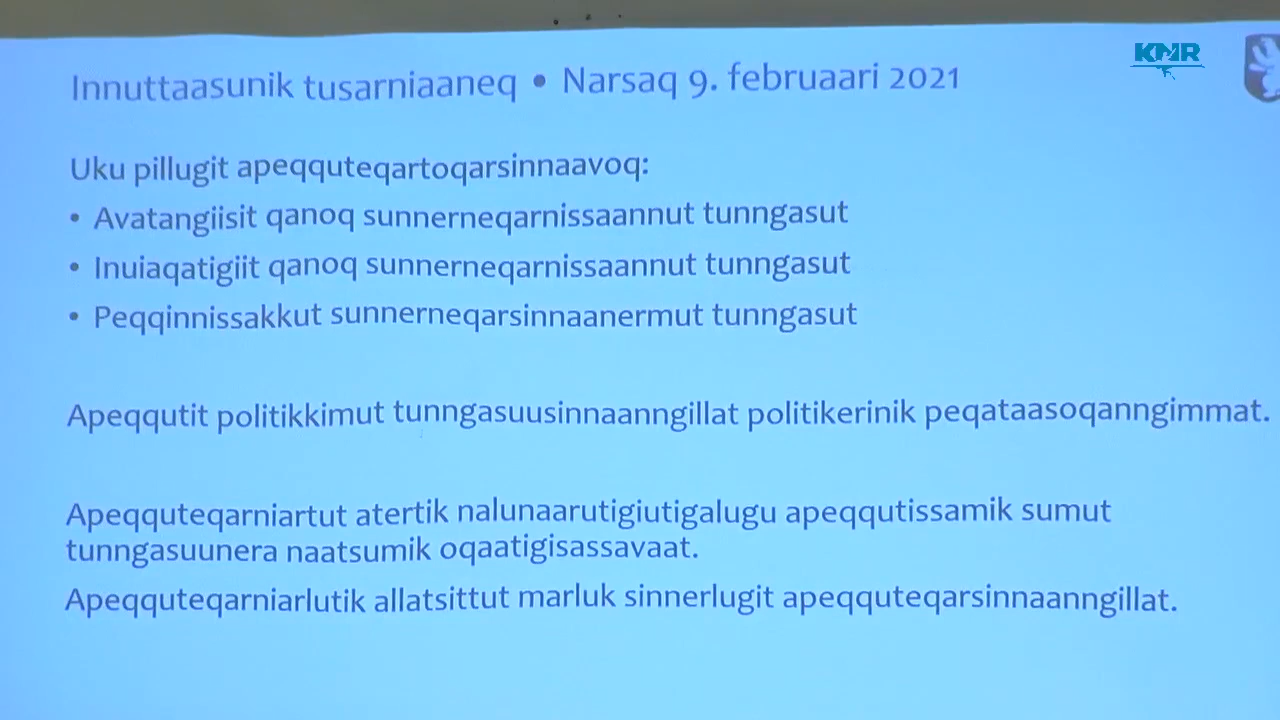 Innuttaasunik tusarniaaneq • Narsaq 9. februaari 2021
KNR
Uku pillugit apeqquteqartoqarsinnaavoq:
• Avatangiisit qanoq sunnerneqarnissaannut tunngasut
• Inuiaqatigiit qanoq sunnerneqarnissaannut tunngasut
• Peqqinnissakkut sunnerneqarsinnaanermut tunngasut
Apeqqutit politikkimut tunngasuusinnaanngillat politikerinik peqataasoqanngimmat.
Apeqquteqarniartut atertik nalunaarutigiutigalugu apeqqutissamik sumut
tunngasuunera naatsumik oqaatigisassavaat.
Apeqquteqarniarlutik allatsittut marluk sinnerlugit apeqquteqarsinnaanngillat.